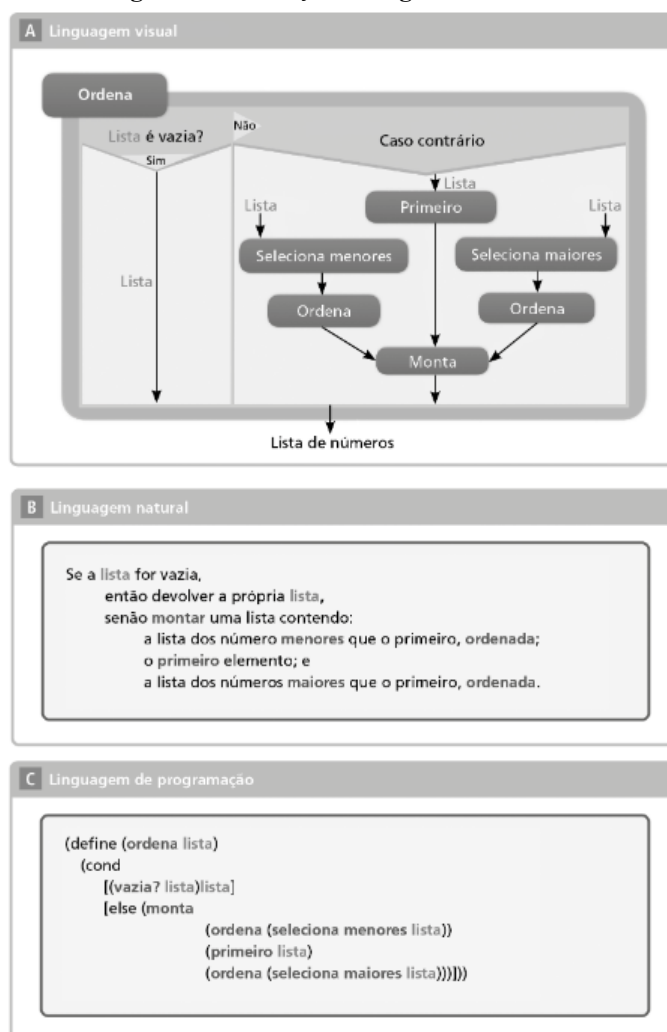 A Linguagem visual
Ordena
Lista é vazia?
Não
Caso contrário
Sim
Lista
Primeiro
Lista
Lista
Seleciona menores
Seleciona maiores
Lista
Ordena
Ordena
Monta
Lista de números
B Linguagem natural
Se a lista for vazia,
então devolver a própria lista,
senão montar uma lista contendo:
a lista dos número menores que o primeiro, ordenada;
o primeiro elemento; e
a lista dos números maiores que o primeiro, ordenada.
C Linguagem de programação
(define (ordena lista)
(cond
[(vazia? lista)lista]
[else (monta
(ordena (seleciona menores lista))
(primeiro lista)
(ordena (seleciona maiores lista)))]))